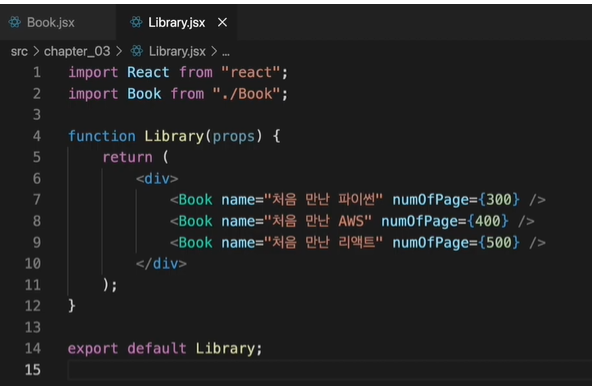 Book.jsx Library.jsx ×
src > chapter_03 > Library.jsx > ...
1 import React from "react";
2 import Book from "./Book";
3
4 function Library(props) {
5 return (
6 <div>
7 <Book name="처음 만난 파이썬" numOfPage={300} />
8 <Book name="처음 만난 AWS" numOfPage={400} />
9 <Book name="처음 만난 리액트" numOfPage={500} />
10 </div>
11 );
12 }
13
14 export default Library;
15